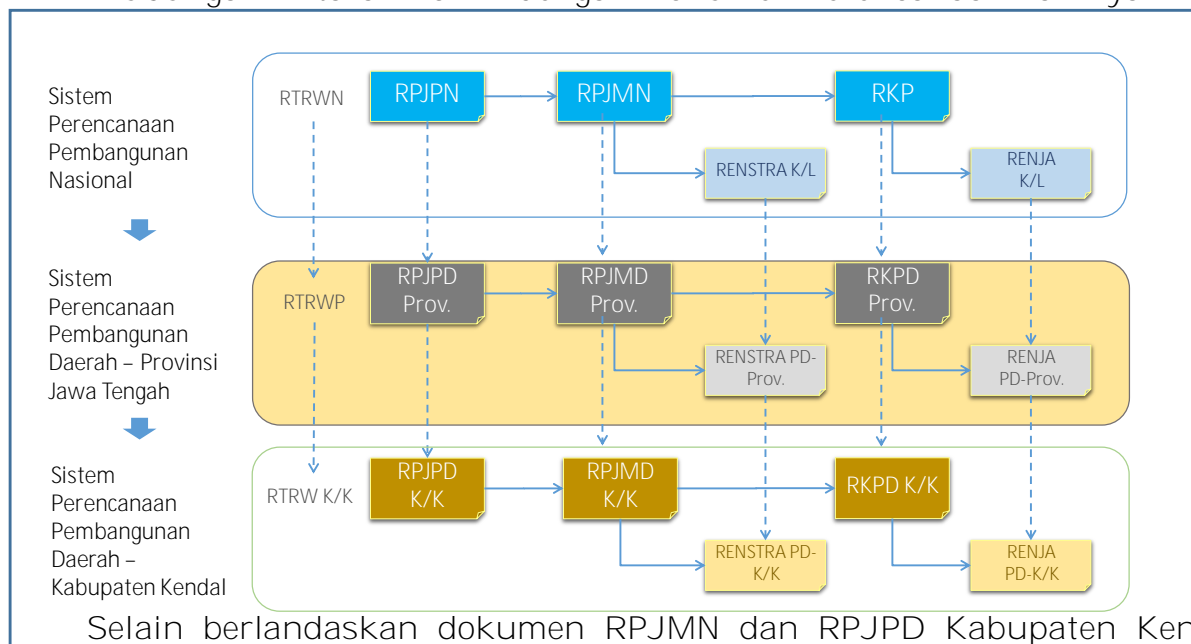 Sistem
Perencanaan
Pembangunan
Nasional
RTRWN
RPJPN
RPJMN
RKP
RENSTRA K/L
RENJA
K/L
Sistem
Perencanaan
Pembangunan
Daerah – Provinsi
Jawa Tengah
RTRWP
RPJPD
Prov.
RPJMD
Prov.
RKPD
Prov.
RENSTRA PD-
Prov.
RENJA
PD-Prov.
Sistem
Perencanaan
Pembangunan
Daerah –
Kabupaten Kendal
RTRW K/K
RPJPD
K/K
RPJMD
K/K
RKPD K/K
RENSTRA PD-
K/K
RENJA
PD-K/K
Selain berlandaskan dokumen RPJMN dan RPJPD Kabupaten Ken